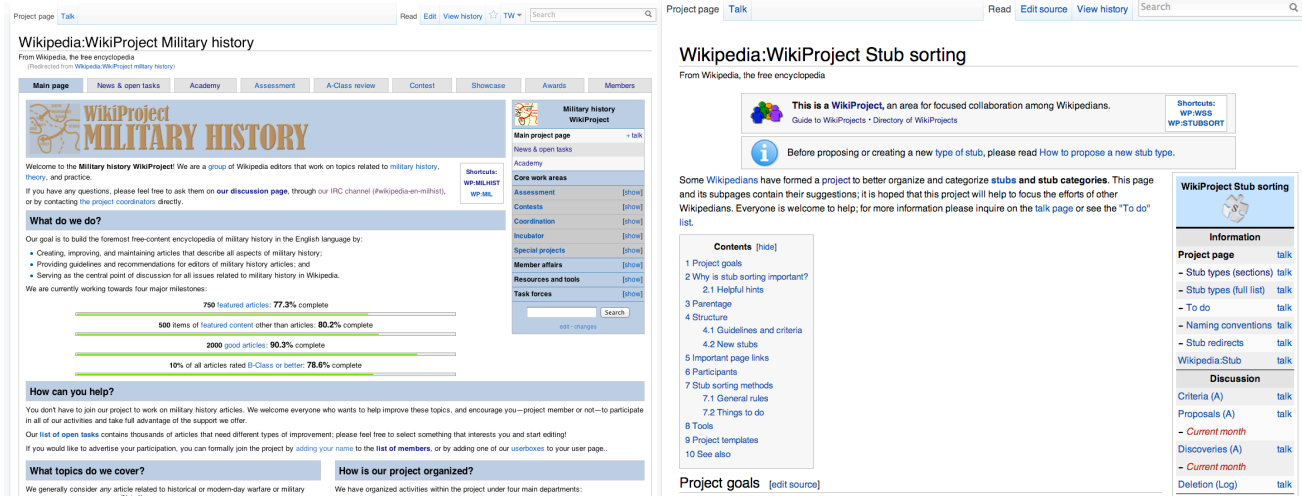 Project page Talk
Read Edit View history TW Search
Wikipedia:WikiProject Military history
From Wikipedia, the free encyclopedia
(Redirected from Wikipedia:WikiProject military history)
Main page News & open tasks Academy Assessment A-Class review Contest Showcase Awards Members
WikiProject
MILITARY HISTORY
Welcome to the Military history WikiProject! We are a group of Wikipedia editors that work on topics related to military history,
theory, and practice.
If you have any questions, please feel free to ask them on our discussion page, through our IRC channel (#wikipedia-en-milhist),
or by contacting the project coordinators directly.
Shortcuts:
WP:MILHIST
WP:MIL
What do we do?
Our goal is to build the foremost free-content encyclopedia of military history in the English language by:
Creating, improving, and maintaining articles that describe all aspects of military history;
Providing guidelines and recommendations for editors of military history articles; and
Serving as the central point of discussion for all issues related to military history in Wikipedia.
We are currently working towards four major milestones:
750 featured articles: 77.3% complete
500 items of featured content other than articles: 80.2% complete
2000 good articles: 90.3% complete
10% of all articles rated B-Class or better: 78.6% complete
Military history
WikiProject
Main project page + talk
News & open tasks
Academy
Core work areas
Assessment [show]
Contests [show]
Coordination [show]
Incubator [show]
Special projects [show]
Member affairs [show]
Resources and tools [show]
Task forces [show]
Search
edit · changes
How can you help?
You don't have to join our project to work on military history articles. We welcome everyone who wants to help improve these topics, and encourage you—project member or not—to participate
in all of our activities and take full advantage of the support we offer.
Our list of open tasks contains thousands of articles that need different types of improvement; please feel free to select something that interests you and start editing!
If you would like to advertise your participation, you can formally join the project by adding your name to the list of members, or by adding one of our userboxes to your user page..
What topics do we cover?
We generally consider any article related to historical or modern-day warfare or military
How is our project organized?
We have organized activities within the project under four main departments:
Project page Talk
Read Edit source View history Search
Wikipedia:WikiProject Stub sorting
From Wikipedia, the free encyclopedia
This is a WikiProject, an area for focused collaboration among Wikipedians.
Guide to WikiProjects • Directory of WikiProjects
Shortcuts:
WP:WSS
WP:STUBSORT
Before proposing or creating a new type of stub, please read How to propose a new stub type.
Some Wikipedians have formed a project to better organize and categorize stubs and stub categories. This page
and its subpages contain their suggestions; it is hoped that this project will help to focus the efforts of other
Wikipedians. Everyone is welcome to help; for more information please inquire on the talk page or see the "To do"
list.
Contents [hide]
1 Project goals
2 Why is stub sorting important?
2.1 Helpful hints
3 Parentage
4 Structure
4.1 Guidelines and criteria
4.2 New stubs
5 Important page links
6 Participants
7 Stub sorting methods
7.1 General rules
7.2 Things to do
8 Tools
9 Project templates
10 See also
Project goals [edit source]
WikiProject Stub sorting
Information
Project page talk
– Stub types (sections) talk
– Stub types (full list) talk
– To do talk
– Naming conventions talk
– Stub redirects talk
Wikipedia:Stub talk
Discussion
Criteria (A) talk
Proposals (A) talk
– Current month
Discoveries (A) talk
– Current month
Deletion (Log) talk